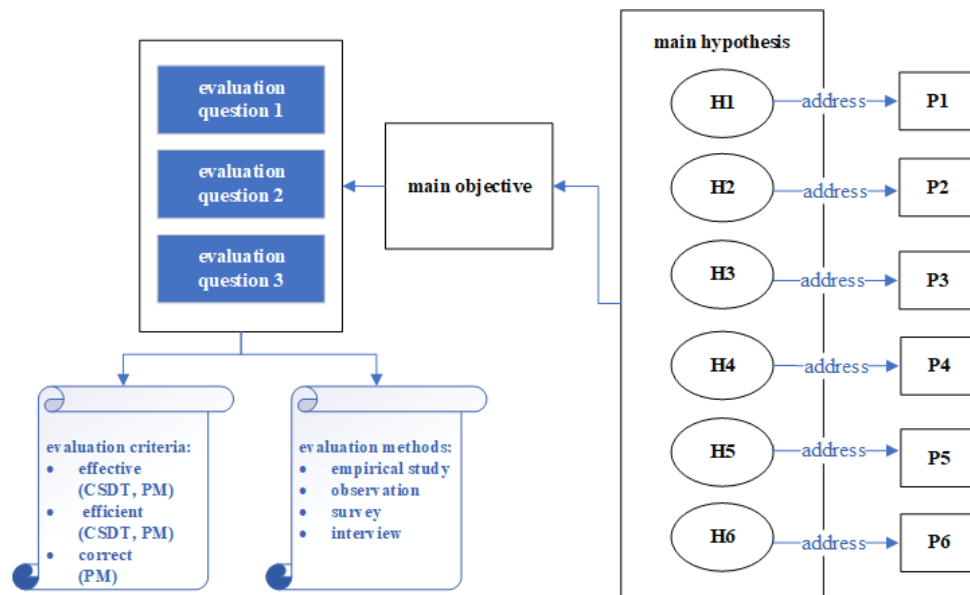 evaluation
question 1
evaluation
question 2
evaluation
question 3
main objective
main hypothesis
H1
address
P1
H2
address
P2
H3
address
P3
H4
address
P4
H5
address
P5
H6
address
P6
evaluation criteria:
• effective
(CSDT, PM)
• efficient
(CSDT, PM)
• correct
(PM)
evaluation methods:
• empirical study
• observation
• survey
• interview